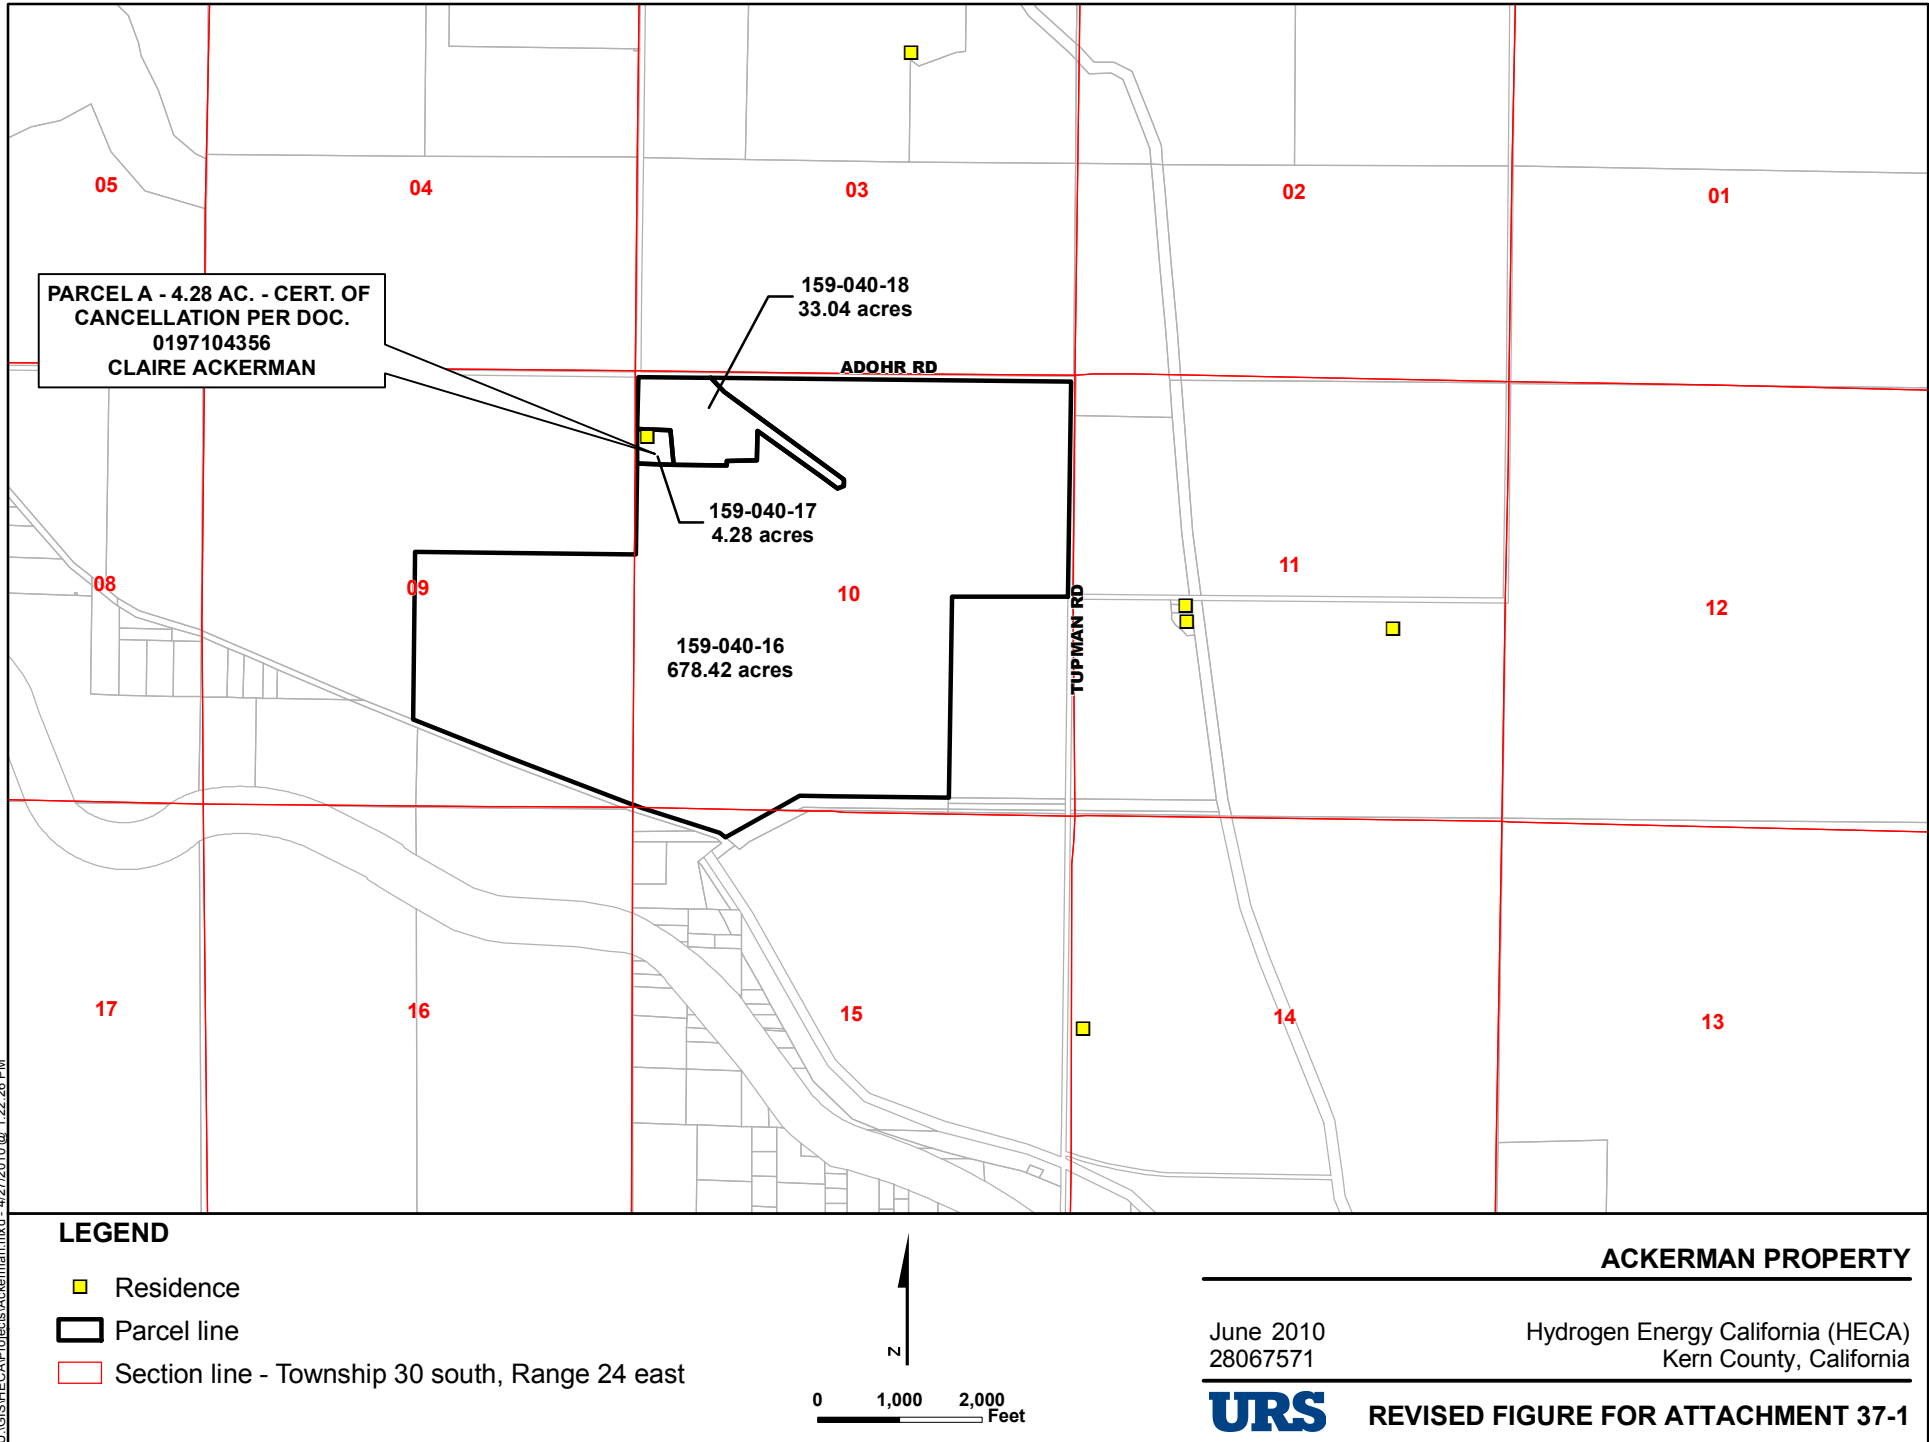 05
04
03
02
01
PARCEL A - 4.28 AC. - CERT. OF
CANCELLATION PER DOC.
0197104356
CLAIRE ACKERMAN
159-040-18
33.04 acres
ADOHR RD
159-040-17
4.28 acres
08
09
10
11
12
159-040-16
678.42 acres
TUPMAN RD
17
16
15
14
13
LEGEND
Residence
Parcel line
Section line - Township 30 south, Range 24 east
N
0 1,000 2,000
Feet
ACKERMAN PROPERTY
June 2010
28067571
Hydrogen Energy California (HECA)
Kern County, California
URS
REVISED FIGURE FOR ATTACHMENT 37-1